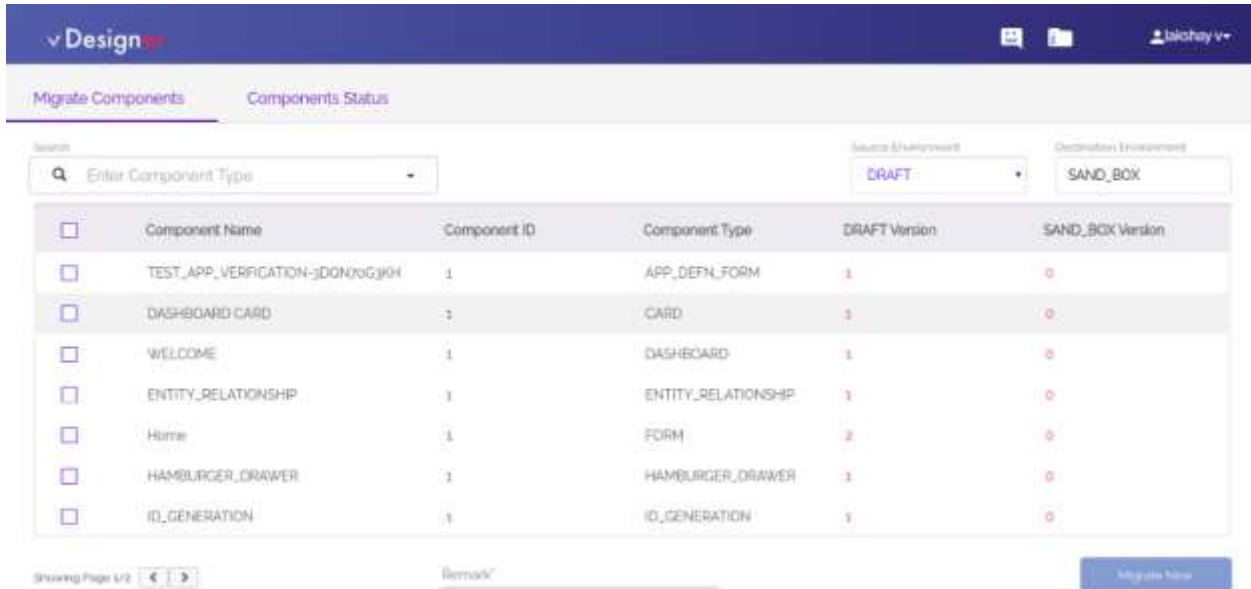 v Design
lakshay v
Migrate Components Components Status
Search Source Environment Destination Environment
Enter Component Type DRAFT SAND_BOX
Component Name Component ID Component Type DRAFT Version SAND_BOX Version
1 APP_DEFN_FORM 1 0
DASHBOARD CARD 1 CARD 1 0
WELCOME 1 DASHBOARD 1 0
ENTITY_RELATIONSHIP 1 ENTITY_RELATIONSHIP 1 0
Home 1 FORM 2 0
HAMBURGER_DRAWER 1 HAMBURGER_DRAWER 1 0
ID_GENERATION 1 ID_GENERATION 1 0
Showing Page 1/2 Remark* Migrate Now